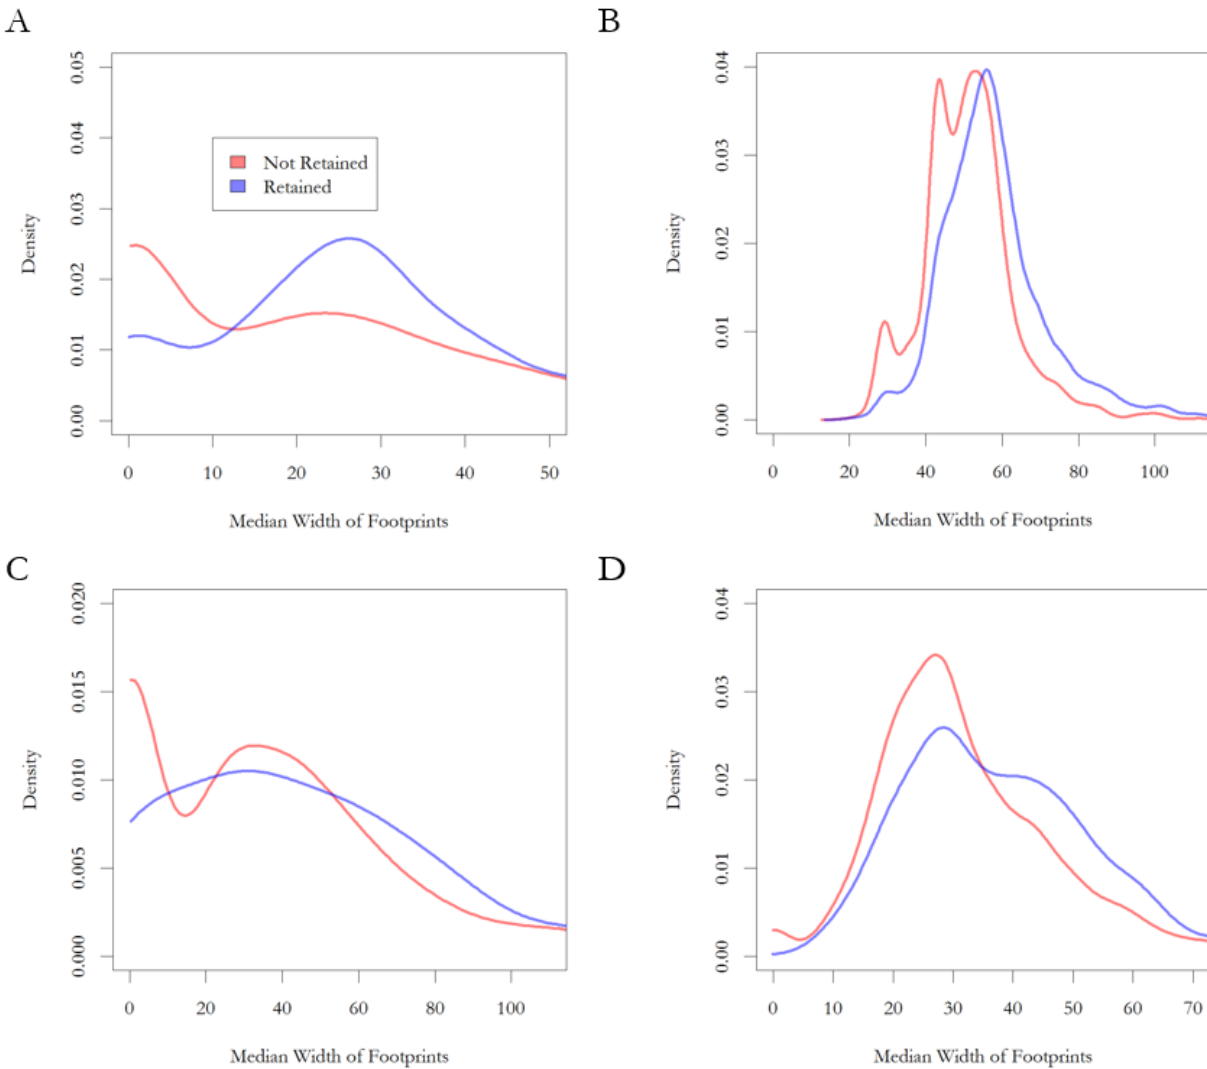 A
0.00 0.01 0.02 0.03 0.04 0.05
Density
Not Retained
Retained
0 10 20 30 40 50
Median Width of Footprints
B
0.00 0.01 0.02 0.03 0.04
Density
0 20 40 60 80 100
Median Width of Footprints
C
0.000 0.005 0.010 0.015 0.020
Density
0 20 40 60 80 100
Median Width of Footprints
D
0.00 0.01 0.02 0.03 0.04
Density
0 10 20 30 40 50 60 70
Median Width of Footprints